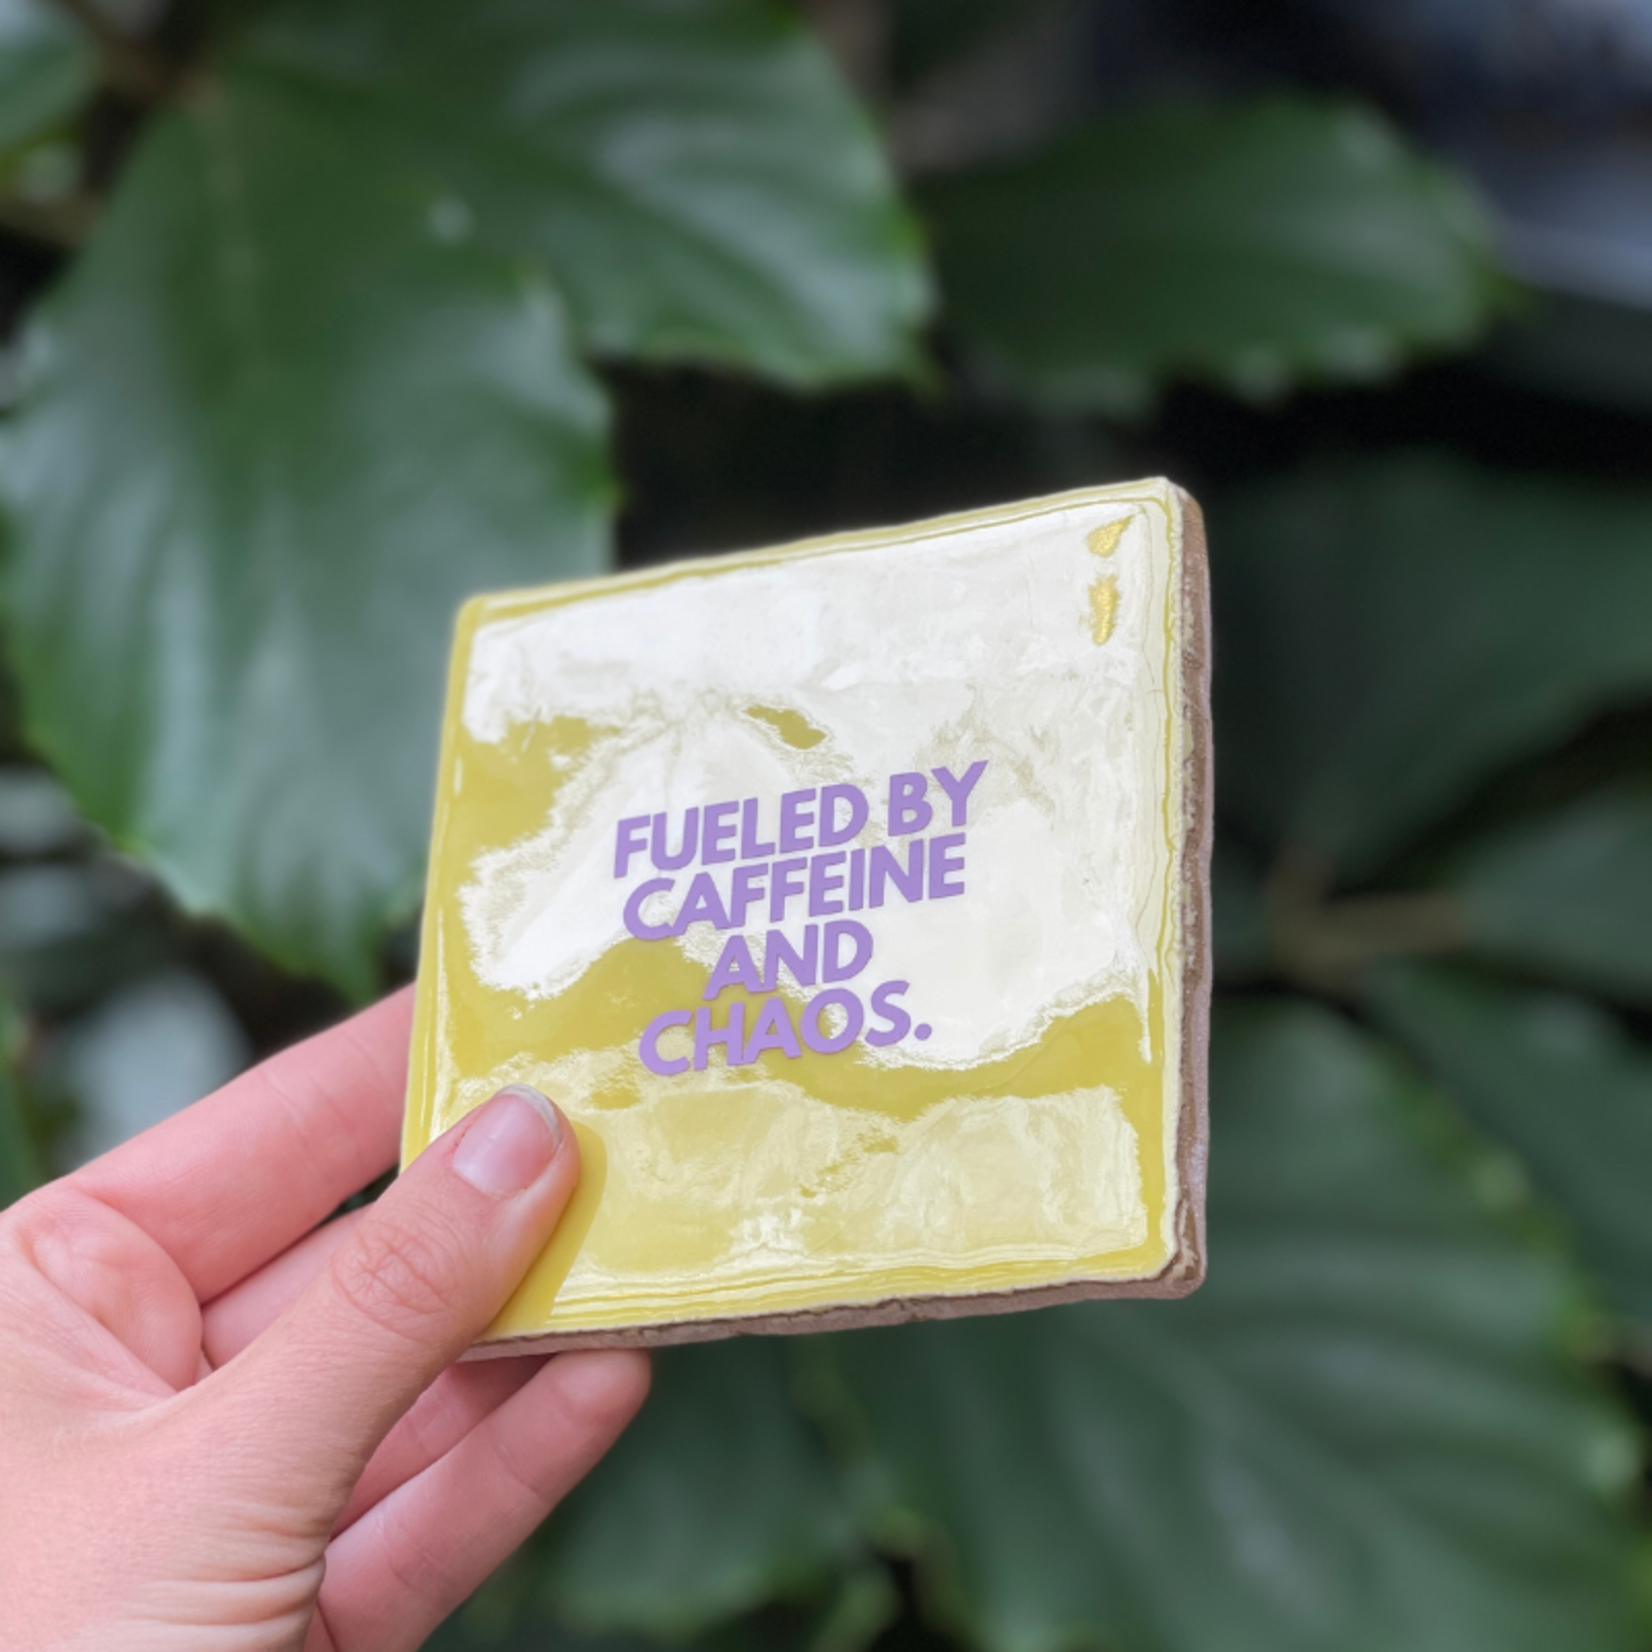 FUELED BY
CAFFEINE
AND
CHAOS.